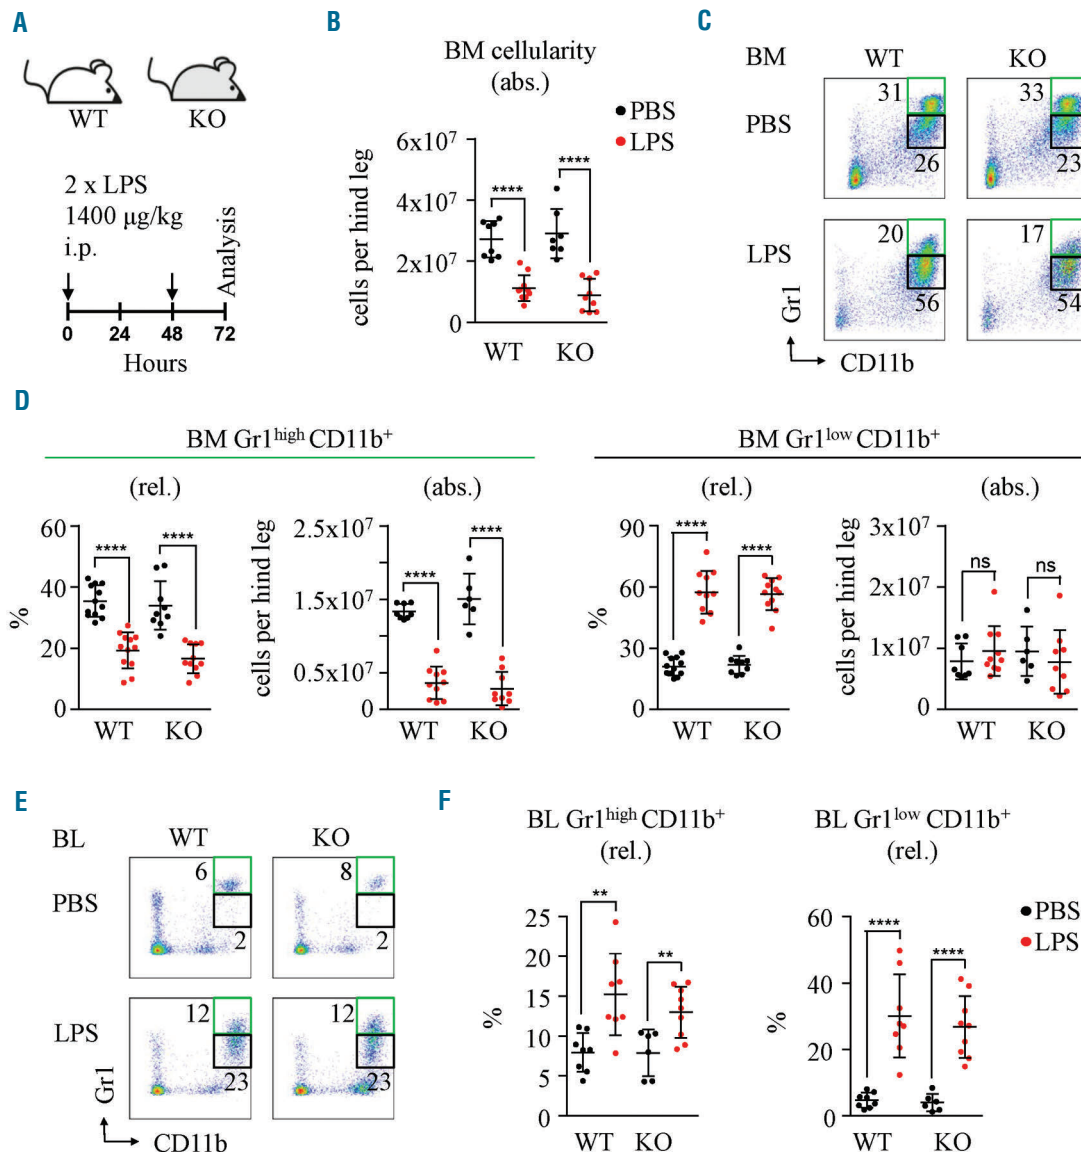 A
WT KO
2 x LPS
1400 μg/kg
i.p.
Analysis
0 24 48 72
Hours
B
BM cellularity
(abs.)
PBS
LPS
cells per hind leg
6x10⁷
4x10⁷
2x10⁷
0
**** ****
WT KO
C
BM WT KO
PBS
31 33
26 23
LPS
20 17
56 54
Gr1
CD11b
D
BM Gr1ʰⁱᵍʰ CD11b⁺
(rel.)
%
60
40
20
0
**** ****
WT KO
(abs.)
cells per hind leg
2.5x10⁷
1.5x10⁷
0.5x10⁷
0
**** ****
WT KO
BM Gr1ˡᵒʷ CD11b⁺
(rel.)
%
90
60
30
0
**** ****
WT KO
(abs.)
cells per hind leg
3x10⁷
2x10⁷
1x10⁷
0
ns ns
WT KO
E
BL WT KO
PBS
6 8
2 2
LPS
12 12
23 23
Gr1
CD11b
F
BL Gr1ʰⁱᵍʰ CD11b⁺
(rel.)
%
25
20
15
10
5
0
** **
WT KO
BL Gr1ˡᵒʷ CD11b⁺
(rel.)
%
60
40
20
0
**** ****
WT KO
PBS
LPS